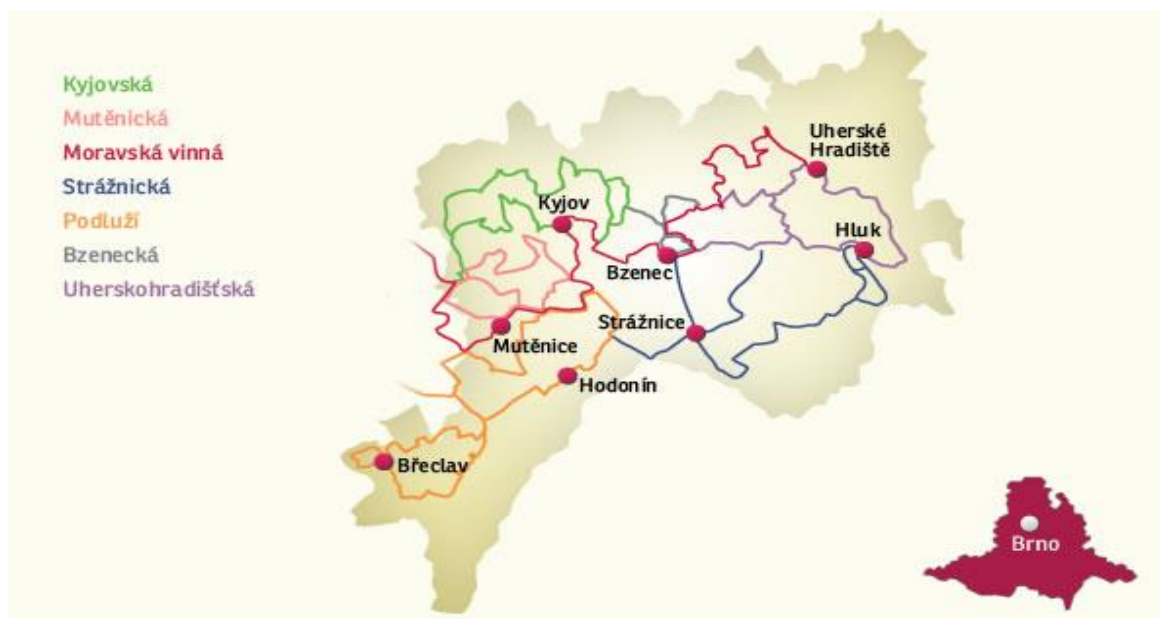 Kyjovská
Mutěnická
Moravská vinná
Strážnická
Podluží
Bzenecká
Uherskohradišťská
Uherské
Hradiště
Kyjov
Hluk
Bzenec
Strážnice
Mutěnice
Hodonín
Břeclav
Brno